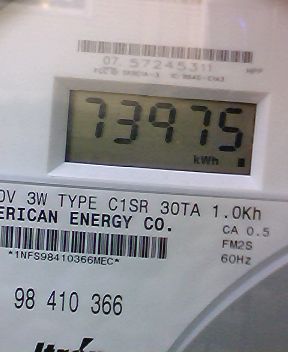 07 57245311
73975
kWh
0V 3W TYPE C1SR 30TA 1.0Kh
ERICAN ENERGY CO.
CA 0.5
FM2S
60Hz
*1NFS98410366MEC*
98 410 366
Itrón